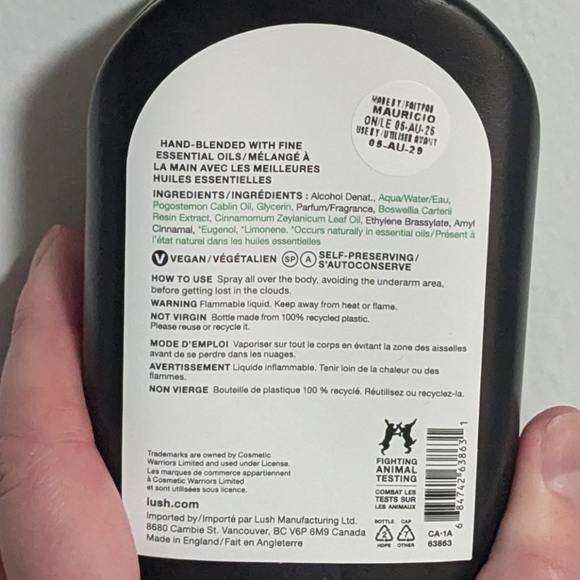 MADE BY/FAIT PAR
MAURICIO
ON/LE 05-AU-25
USE BY/UTILISER AVANT
05-AU-29
HAND-BLENDED WITH FINE
ESSENTIAL OILS/MÉLANGÉ À
LA MAIN AVEC LES MEILLEURES
HUILES ESSENTIELLES
INGREDIENTS/INGRÉDIENTS : Alcohol Denat., Aqua/Water/Eau,
Pogostemon Cablin Oil, Glycerin, Parfum/Fragrance, Boswellia Carterii
Resin Extract, Cinnamomum Zeylanicum Leaf Oil, Ethylene Brassylate, Amyl
Cinnamal, *Eugenol, *Limonene. *Occurs naturally in essential oils/Présent à
l'état naturel dans les huiles essentielles
V VEGAN/VÉGÉTALIEN SP A SELF-PRESERVING/
S'AUTOCONSERVE
HOW TO USE Spray all over the body, avoiding the underarm area,
before getting lost in the clouds.
WARNING Flammable liquid. Keep away from heat or flame.
NOT VIRGIN Bottle made from 100% recycled plastic.
Please reuse or recycle it.
MODE D'EMPLOI Vaporiser sur tout le corps en évitant la zone des aisselles
avant de se perdre dans les nuages.
AVERTISSEMENT Liquide inflammable. Tenir loin de la chaleur ou des
flammes.
NON VIERGE Bouteille de plastique 100 % recyclé. Réutilisez ou recyclez-la.
Trademarks are owned by Cosmetic
Warriors Limited and used under License.
Les marques de commerce appartiennent
à Cosmetic Warriors Limited
et sont utilisées sous licence.
lush.com
Imported by/Importé par Lush Manufacturing Ltd.
8680 Cambie St. Vancouver, BC V6P 6M9 Canada
Made in England/Fait en Angleterre
FIGHTING
ANIMAL
TESTING
COMBAT LES
TESTS SUR
LES ANIMAUX
BOTTLE CAP
2 7
HDPE OTHER
6 84742 63863 1
CA-1A
63863